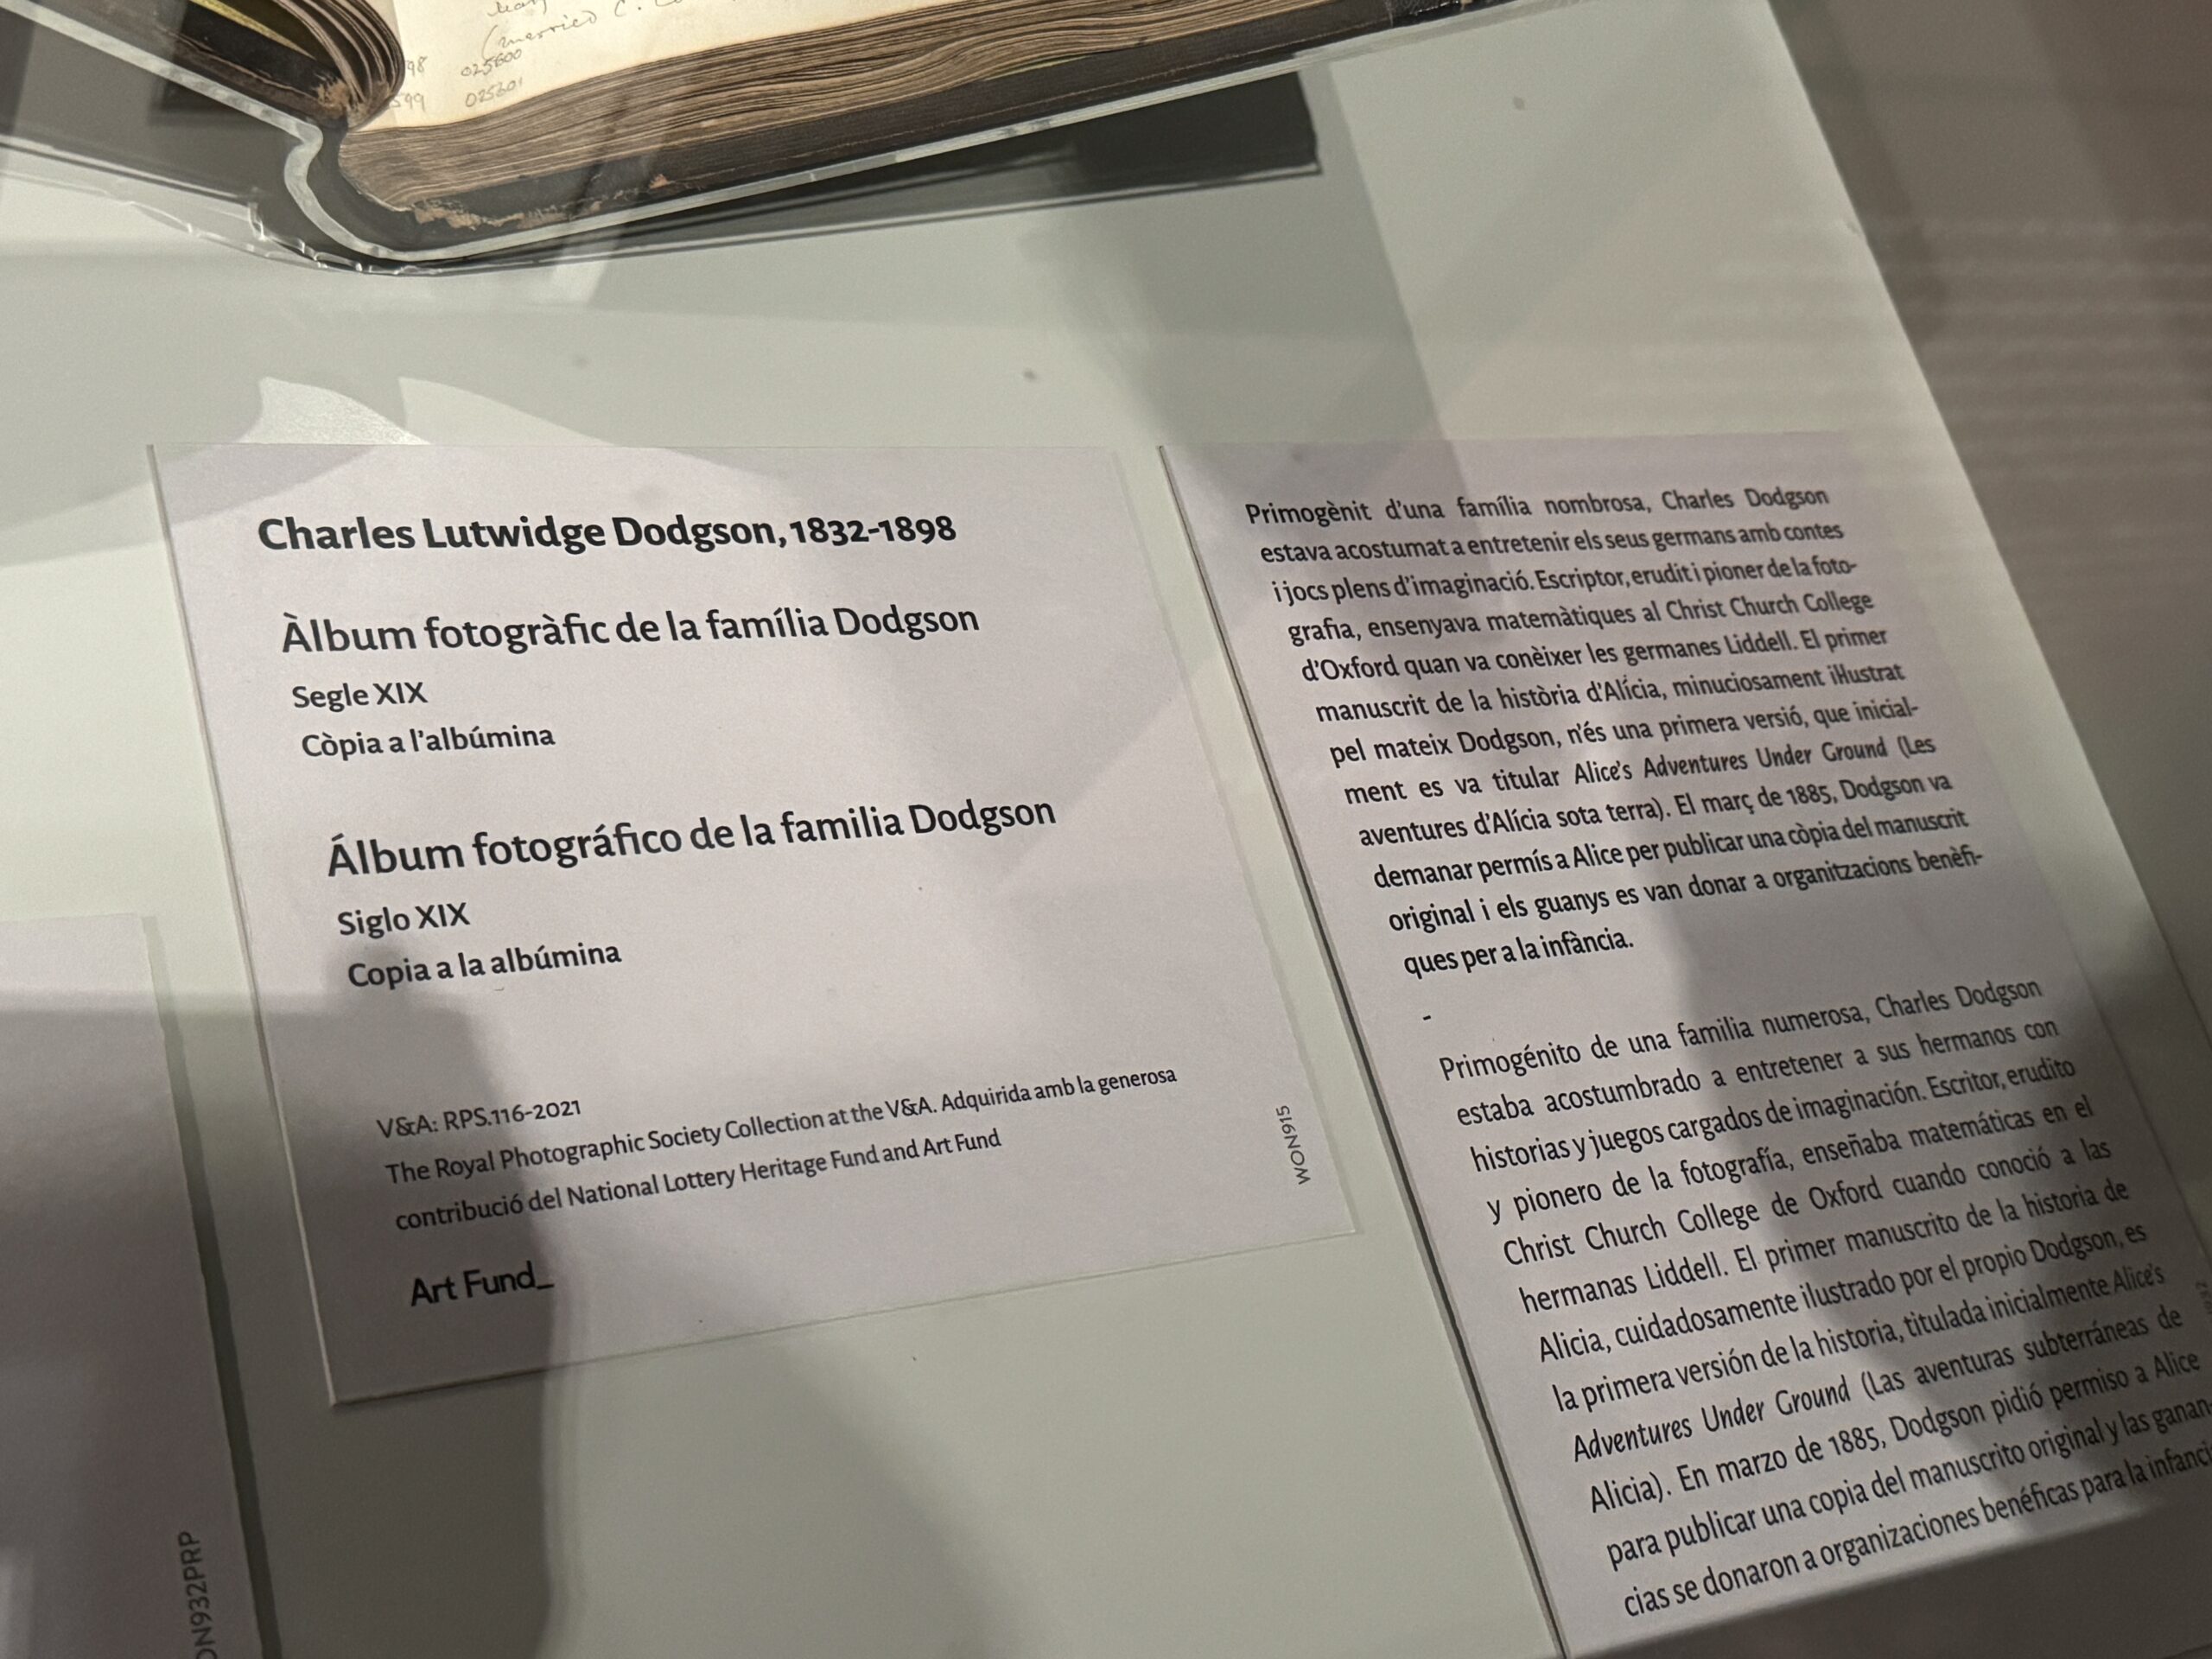 (married C.
98 025600
599 025601
Charles Lutwidge Dodgson, 1832-1898
Àlbum fotogràfic de la família Dodgson
Segle XIX
Còpia a l'albúmina
Álbum fotográfico de la familia Dodgson
Siglo XIX
Copia a la albúmina
V&A: RPS.116-2021
The Royal Photographic Society Collection at the V&A. Adquirida amb la generosa
contribució del National Lottery Heritage Fund and Art Fund
Art Fund_
WON915
Primogènit d'una família nombrosa, Charles Dodgson
estava acostumat a entretenir els seus germans amb contes
i jocs plens d'imaginació. Escriptor, erudit i pioner de la foto-
grafia, ensenyava matemàtiques al Christ Church College
d'Oxford quan va conèixer les germanes Liddell. El primer
manuscrit de la història d'Alícia, minuciosament il·lustrat
pel mateix Dodgson, n'és una primera versió, que inicial-
ment es va titular Alice's Adventures Under Ground (Les
aventures d'Alícia sota terra). El març de 1885, Dodgson va
demanar permís a Alice per publicar una còpia del manuscrit
original i els guanys es van donar a organitzacions benèfi-
ques per a la infància.
-
Primogénito de una familia numerosa, Charles Dodgson
estaba acostumbrado a entretener a sus hermanos con
historias y juegos cargados de imaginación. Escritor, erudito
y pionero de la fotografía, enseñaba matemáticas en el
Christ Church College de Oxford cuando conoció a las
hermanas Liddell. El primer manuscrito de la historia de
Alicia, cuidadosamente ilustrado por el propio Dodgson, es
la primera versión de la historia, titulada inicialmente Alice's
Adventures Under Ground (Las aventuras subterráneas de
Alicia). En marzo de 1885, Dodgson pidió permiso a Alice
para publicar una copia del manuscrito original y las ganan-
cias se donaron a organizaciones benéficas para la infanci
ON932PRP